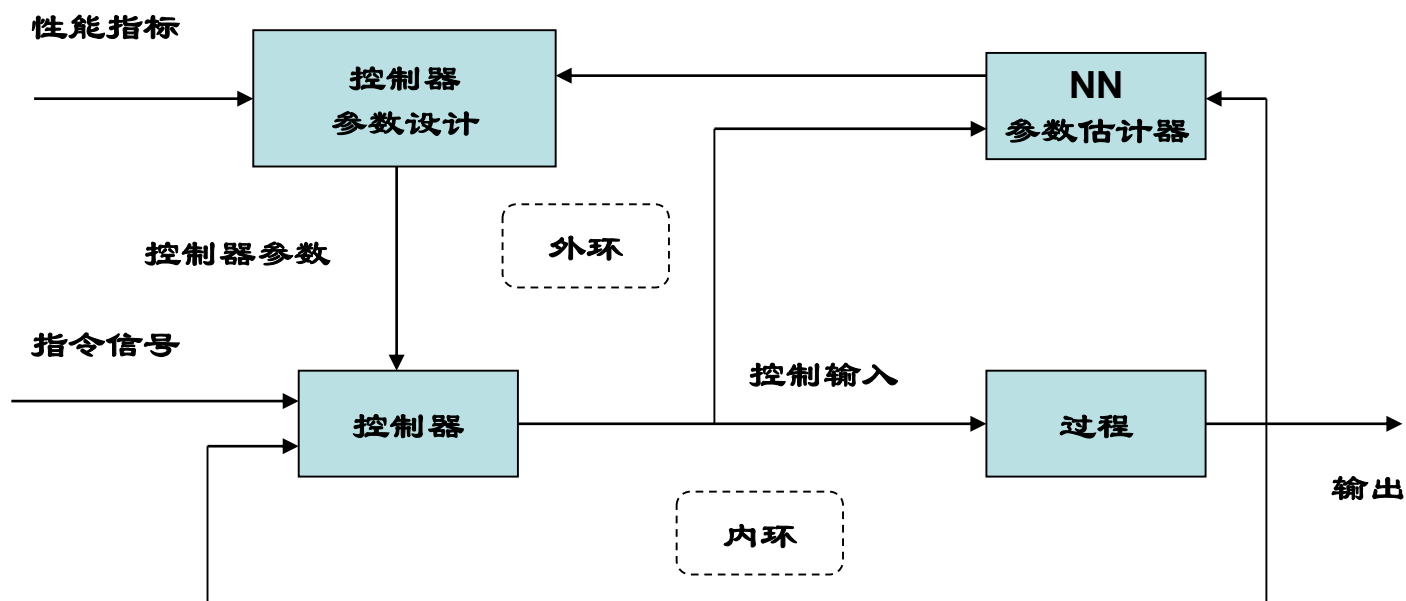 性能指标
控制器
参数设计
NN
参数估计器
外环
控制器参数
指令信号
控制输入
控制器
过程
输出
内环